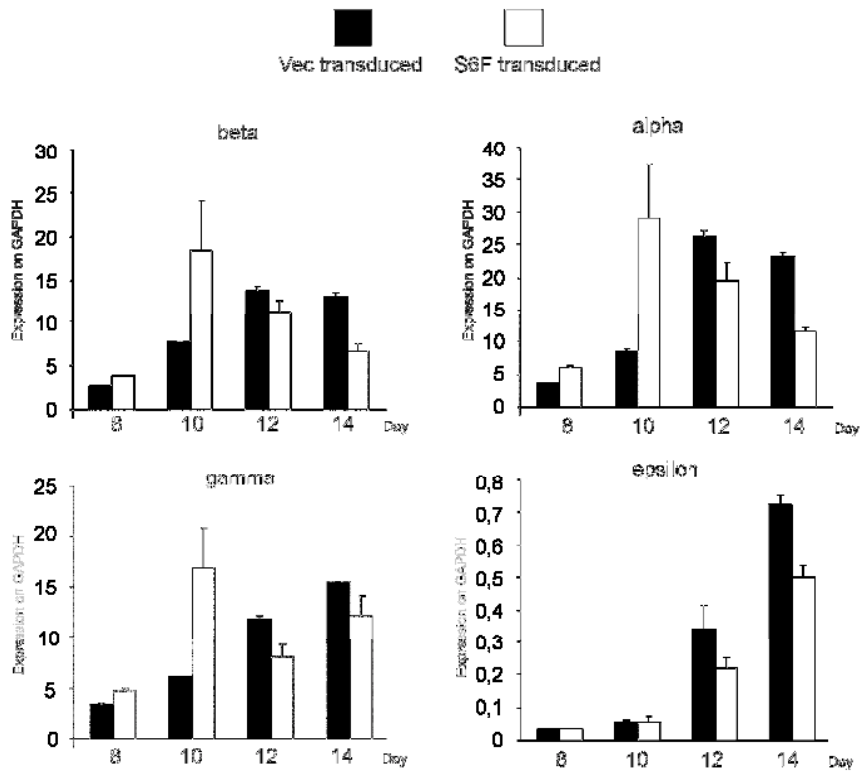 Vec transduced
S6F transduced
beta
30
25
20
15
10
5
0
Expression on GAPDH
8 10 12 14 Day
alpha
40
35
30
25
20
15
10
5
0
Expression on GAPDH
8 10 12 14 Day
gamma
25
20
15
10
5
0
Expression on GAPDH
8 10 12 14 Day
epsilon
0,8
0,7
0,6
0,5
0,4
0,3
0,2
0,1
0
Expression on GAPDH
8 10 12 14 Day